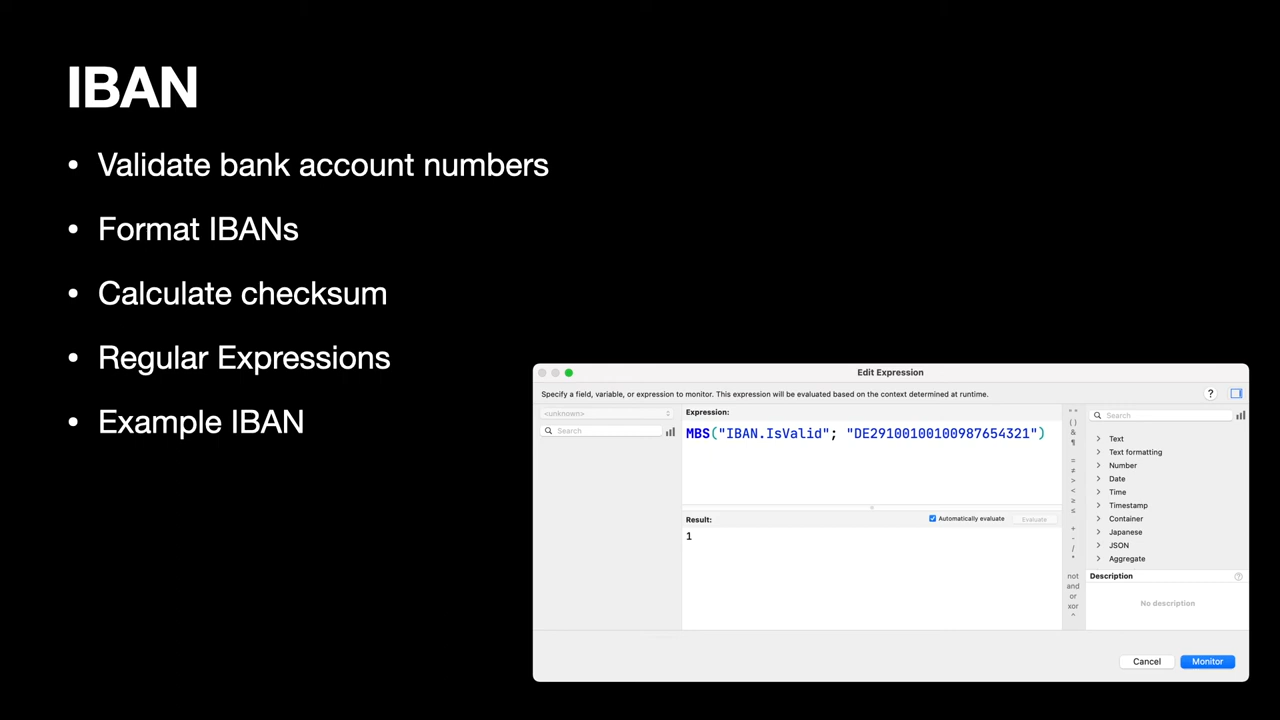 IBAN
• Validate bank account numbers
• Format IBANs
• Calculate checksum
• Regular Expressions
• Example IBAN
Edit Expression
Specify a field, variable, or expression to monitor. This expression will be evaluated based on the context determined at runtime.
?
<unknown>
Search
Expression:
MBS("IBAN.IsValid"; "DE29100100100987654321")
Result:
Automatically evaluate
Evaluate
1
" "
( )
&
¶
=
≠
>
<
≥
≤
+
-
/
*
not
and
or
xor
^
Search
Text
Text formatting
Number
Date
Time
Timestamp
Container
Japanese
JSON
Aggregate
Description
?
No description
Cancel
Monitor